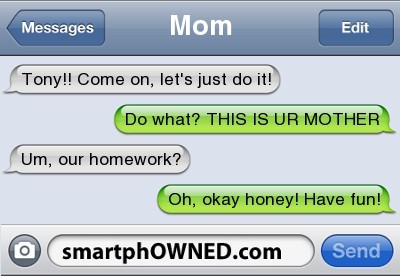 Messages
Mom
Edit
Tony!! Come on, let's just do it!
Do what? THIS IS UR MOTHER
Um, our homework?
Oh, okay honey! Have fun!
smartphOWNED.com
Send